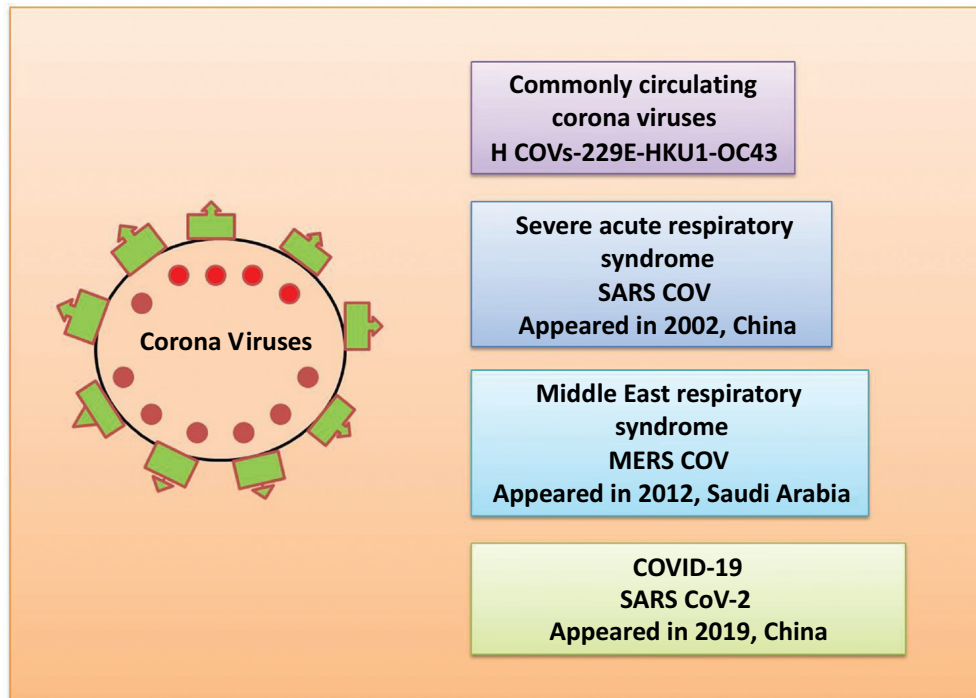 Corona Viruses
Commonly circulating
corona viruses
H COVs-229E-HKU1-OC43
Severe acute respiratory
syndrome
SARS COV
Appeared in 2002, China
Middle East respiratory
syndrome
MERS COV
Appeared in 2012, Saudi Arabia
COVID-19
SARS CoV-2
Appeared in 2019, China